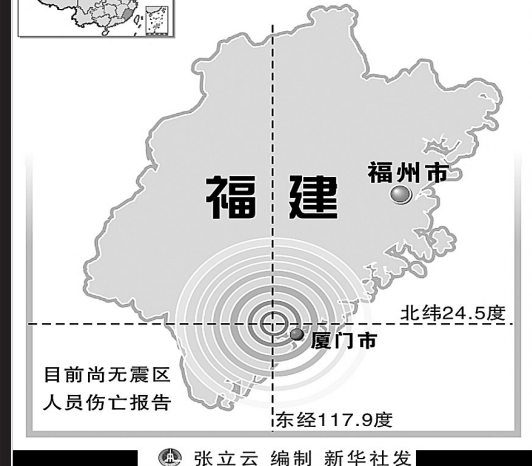 福州市
福建
北纬24.5度
厦门市
目前尚无震区
人员伤亡报告
东经117.9度
张立云 编制 新华社发